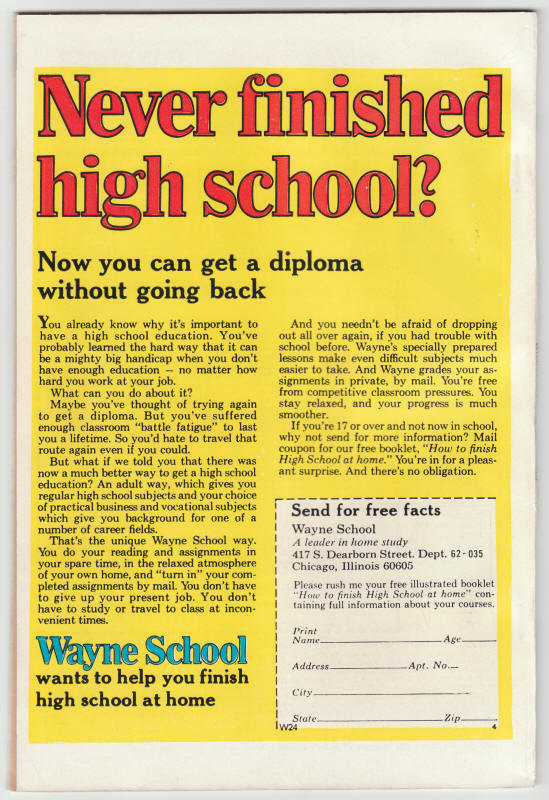 Never finished
high school?
Now you can get a diploma
without going back
You already know why it's important to
have a high school education. You've
probably learned the hard way that it can
be a mighty big handicap when you don't
have enough education – no matter how
hard you work at your job.
What can you do about it?
Maybe you've thought of trying again
to get a diploma. But you've suffered
enough classroom "battle fatigue" to last
you a lifetime. So you'd hate to travel that
route again even if you could.
But what if we told you that there was
now a much better way to get a high school
education? An adult way, which gives you
regular high school subjects and your choice
of practical business and vocational subjects
which give you background for one of a
number of career fields.
That's the unique Wayne School way.
You do your reading and assignments in
your spare time, in the relaxed atmosphere
of your own home, and "turn in" your com-
pleted assignments by mail. You don't have
to give up your present job. You don't
have to study or travel to class at incon-
venient times.
Wayne School
wants to help you finish
high school at home
And you needn't be afraid of dropping
out all over again, if you had trouble with
school before. Wayne's specially prepared
lessons make even difficult subjects much
easier to take. And Wayne grades your as-
signments in private, by mail. You're free
from competitive classroom pressures. You
stay relaxed, and your progress is much
smoother.
If you're 17 or over and not now in school,
why not send for more information? Mail
coupon for our free booklet, "How to finish
High School at home." You're in for a pleas-
ant surprise. And there's no obligation.
Send for free facts
Wayne School
A leader in home study
417 S. Dearborn Street. Dept. 62-035
Chicago, Illinois 60605
Please rush me your free illustrated booklet
"How to finish High School at home" con-
taining full information about your courses.
Print
Name Age
Address Apt. No.
City
State Zip
W24 4